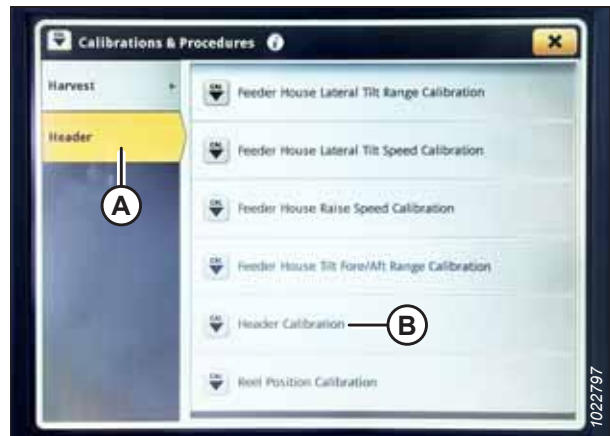 Calibrations & Procedures
Harvest
Header
A
Feeder House Lateral Tilt Range Calibration
Feeder House Lateral Tilt Speed Calibration
Feeder House Raise Speed Calibration
Feeder House Tilt Fore/Aft Range Calibration
Header Calibration
B
Reel Position Calibration
1022797